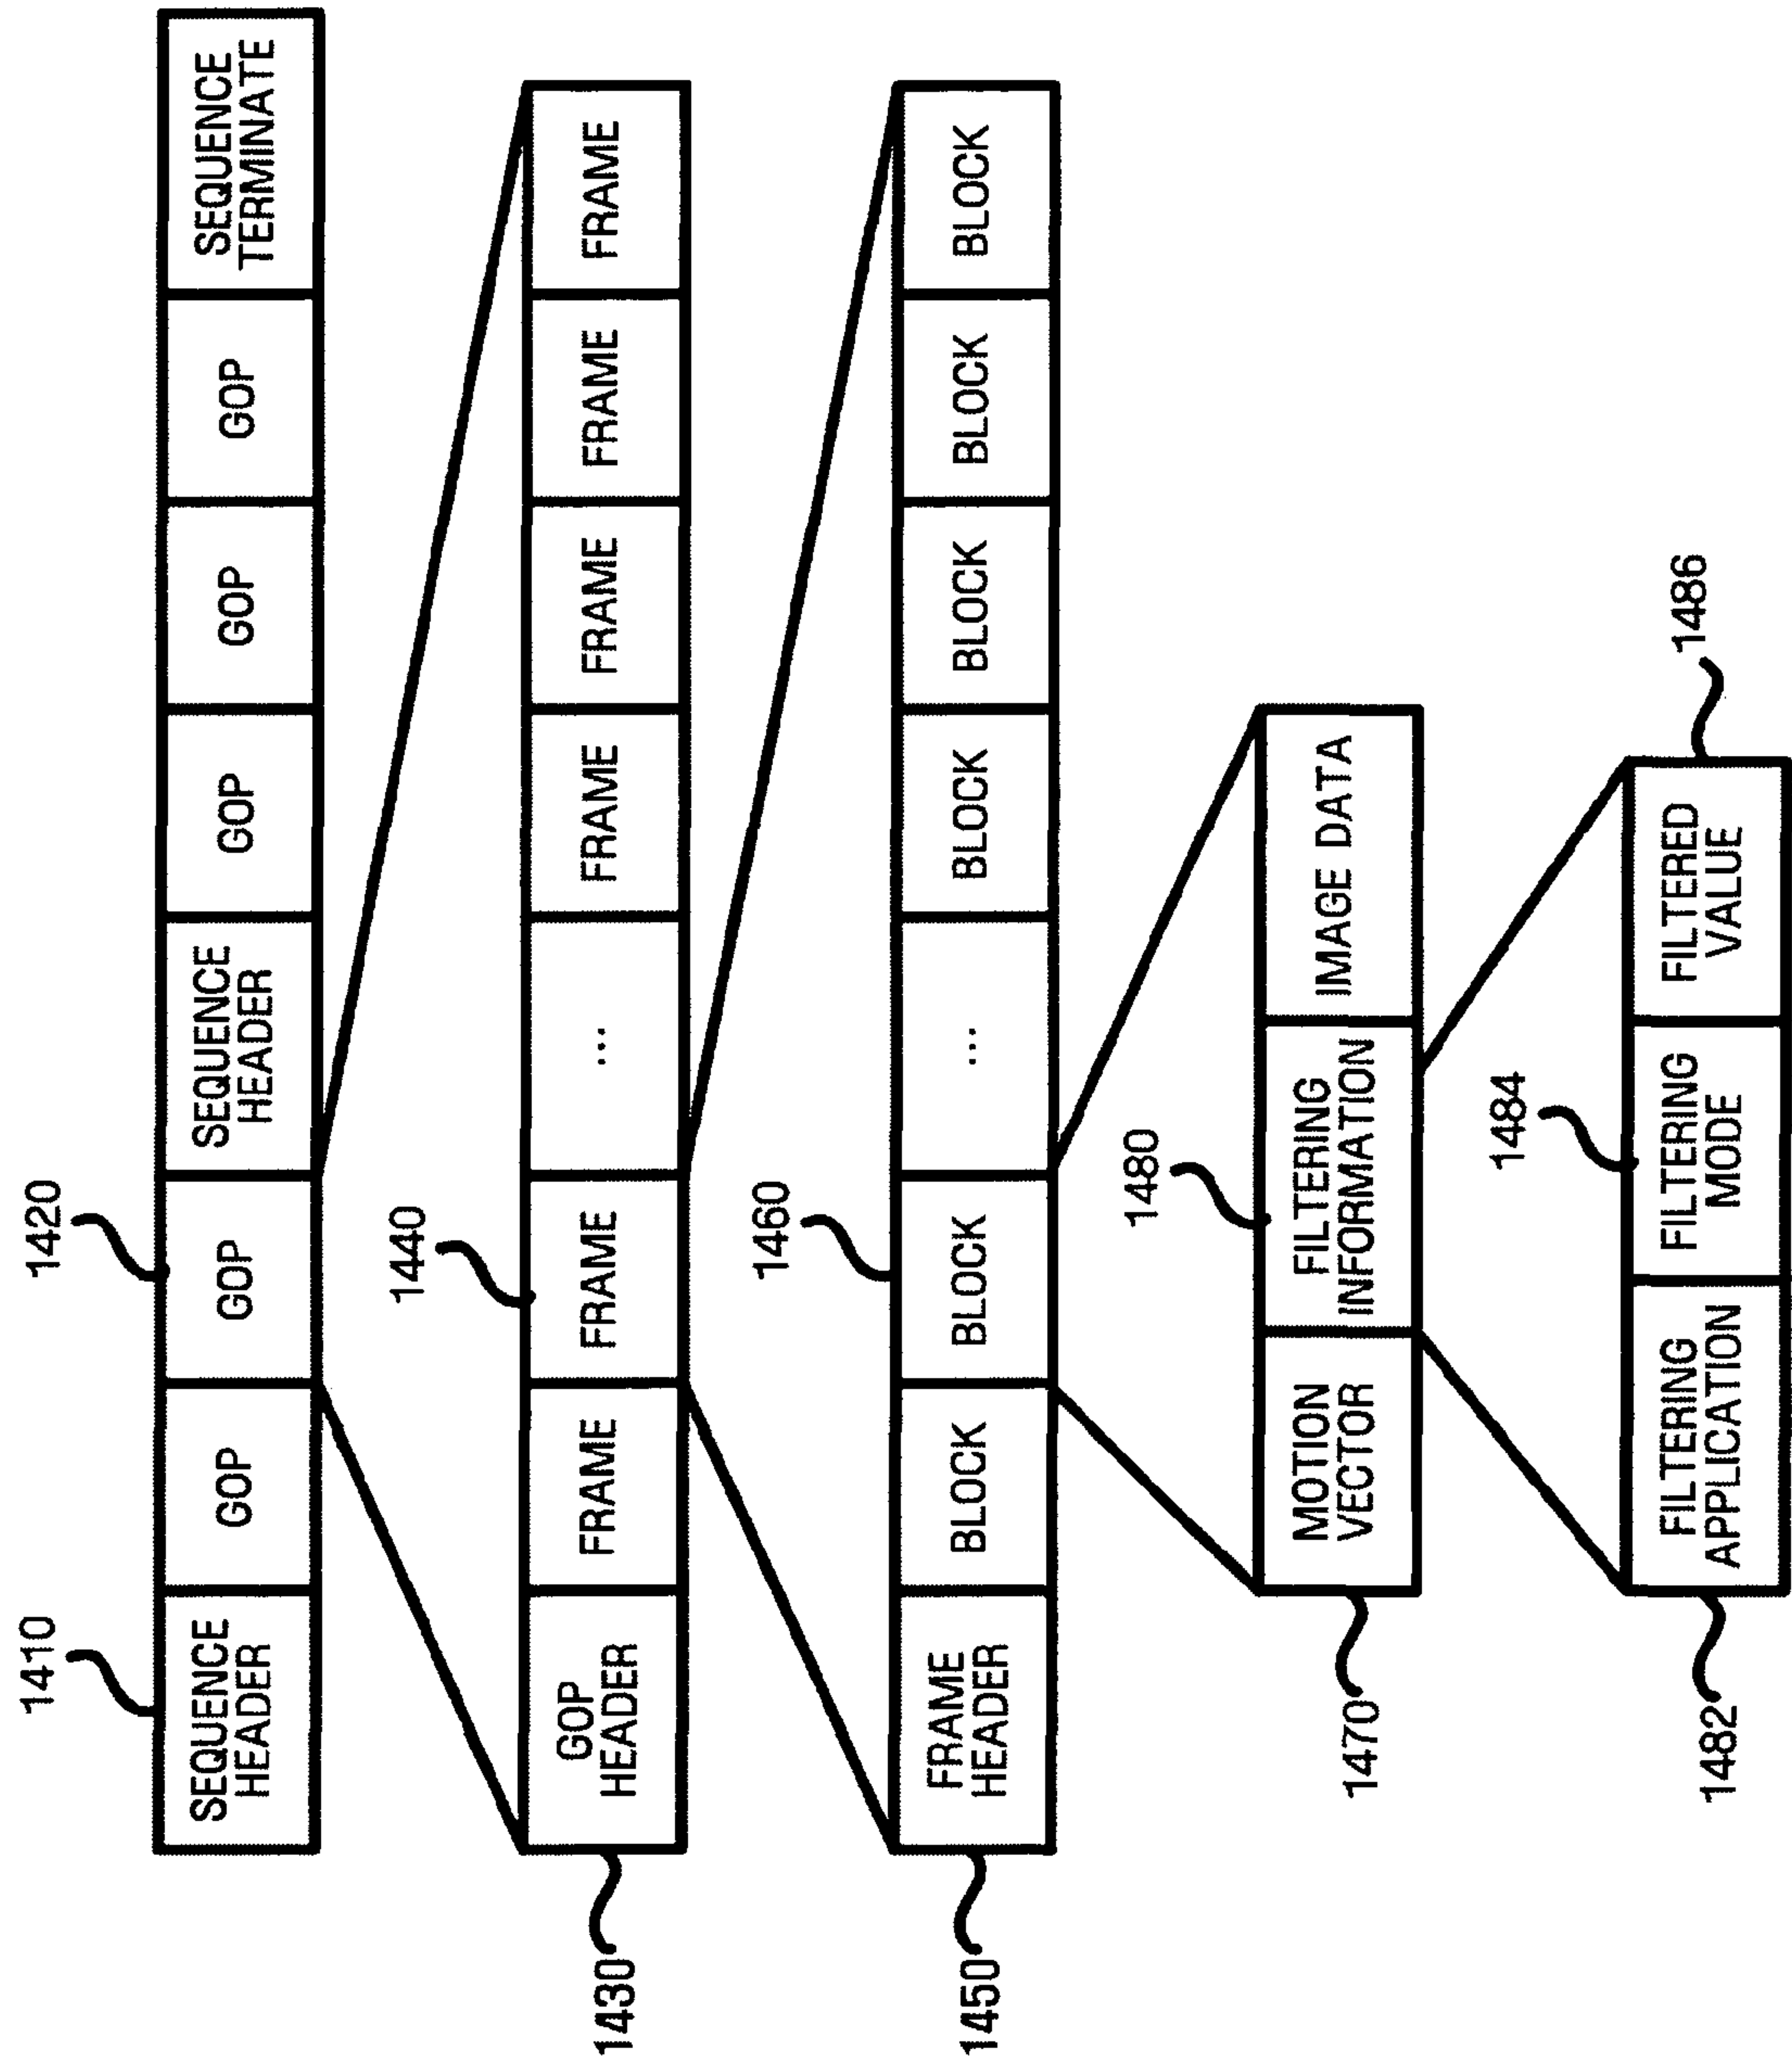 1410
1420
SEQUENCE
HEADER
GOP
GOP
SEQUENCE
HEADER
GOP
GOP
GOP
SEQUENCE
TERMINATE
1440
1430
GOP
HEADER
FRAME
FRAME
...
FRAME
FRAME
FRAME
FRAME
1460
1450
FRAME
HEADER
BLOCK
BLOCK
...
BLOCK
BLOCK
BLOCK
BLOCK
1480
1470
MOTION
VECTOR
FILTERING
INFORMATION
IMAGE DATA
1484
1486
1482
FILTERING
APPLICATION
FILTERING
MODE
FILTERED
VALUE